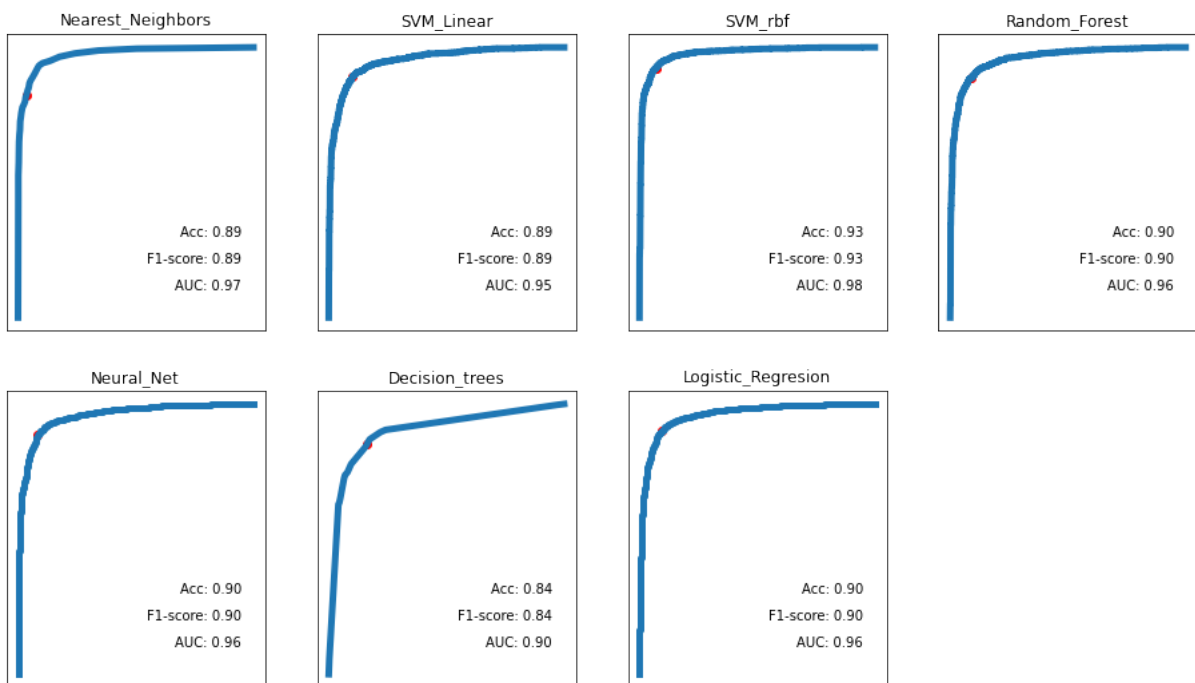 Nearest_Neighbors
Acc: 0.89
F1-score: 0.89
AUC: 0.97
SVM_Linear
Acc: 0.89
F1-score: 0.89
AUC: 0.95
SVM_rbf
Acc: 0.93
F1-score: 0.93
AUC: 0.98
Random_Forest
Acc: 0.90
F1-score: 0.90
AUC: 0.96
Neural_Net
Acc: 0.90
F1-score: 0.90
AUC: 0.96
Decision_trees
Acc: 0.84
F1-score: 0.84
AUC: 0.90
Logistic_Regresion
Acc: 0.90
F1-score: 0.90
AUC: 0.96